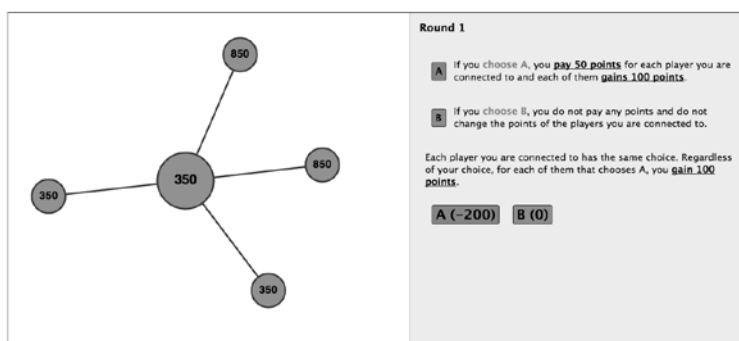 850
850
350
350
350
Round 1
A
If you choose A, you pay 50 points for each player you are
connected to and each of them gains 100 points.
B
If you choose B, you do not pay any points and do not
change the points of the players you are connected to.
Each player you are connected to has the same choice. Regardless
of your choice, for each of them that chooses A, you gain 100
points.
A (-200) B (0)